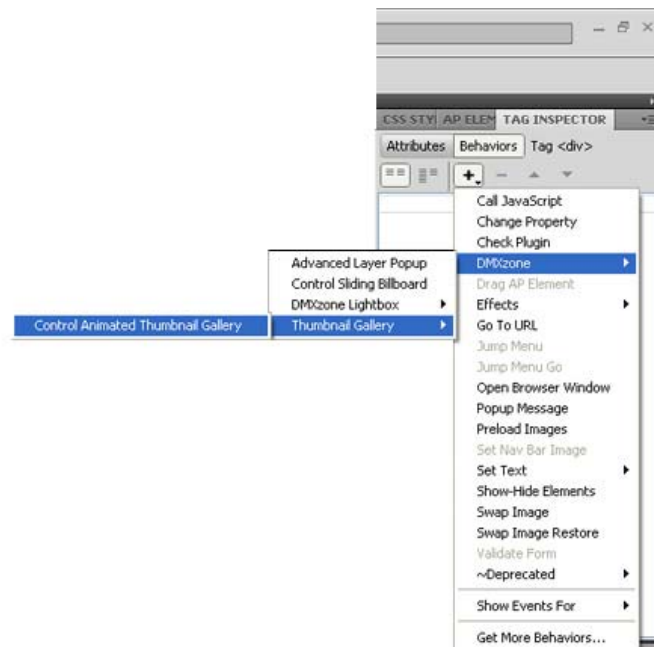 CSS STY AP ELEM TAG INSPECTOR
Attributes Behaviors Tag <div>
Call JavaScript
Change Property
Check Plugin
DMXzone
Drag AP Element
Effects
Go To URL
Jump Menu
Jump Menu Go
Open Browser Window
Popup Message
Preload Images
Set Nav Bar Image
Set Text
Show-Hide Elements
Swap Image
Swap Image Restore
Validate Form
~Deprecated
Show Events For
Get More Behaviors...
Advanced Layer Popup
Control Sliding Billboard
DMXzone Lightbox
Thumbnail Gallery
Control Animated Thumbnail Gallery